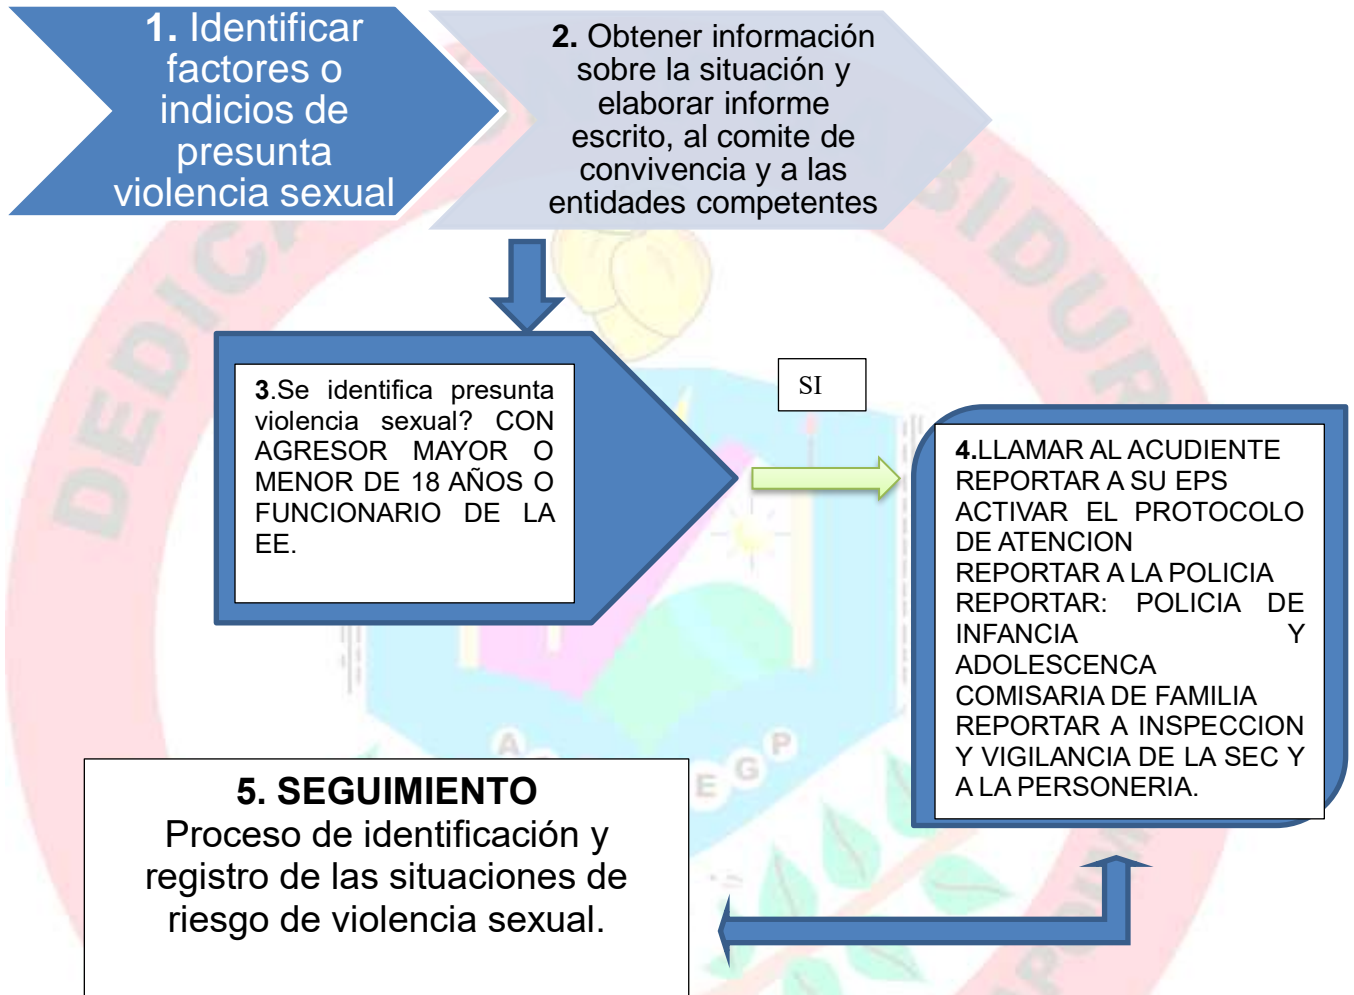 1. Identificar
factores o
indicios de
presunta
violencia sexual
2. Obtener información
sobre la situación y
elaborar informe
escrito, al comite de
convivencia y a las
entidades competentes
3.Se identifica presunta
violencia sexual? CON
AGRESOR MAYOR O
MENOR DE 18 AÑOS O
FUNCIONARIO DE LA
EE.
SI
4.LLAMAR AL ACUDIENTE
REPORTAR A SU EPS
ACTIVAR EL PROTOCOLO
DE ATENCION
REPORTAR A LA POLICIA
REPORTAR: POLICIA DE
INFANCIA Y
ADOLESCENCA
COMISARIA DE FAMILIA
REPORTAR A INSPECCION
Y VIGILANCIA DE LA SEC Y
A LA PERSONERIA.
5. SEGUIMIENTO
Proceso de identificación y
registro de las situaciones de
riesgo de violencia sexual.